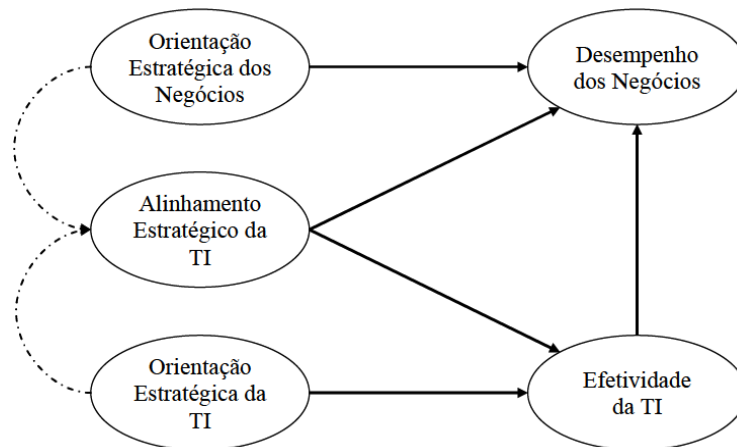 Orientação
Estratégica dos
Negócios
Desempenho
dos Negócios
Alinhamento
Estratégico da
TI
Orientação
Estratégica da
TI
Efetividade
da TI